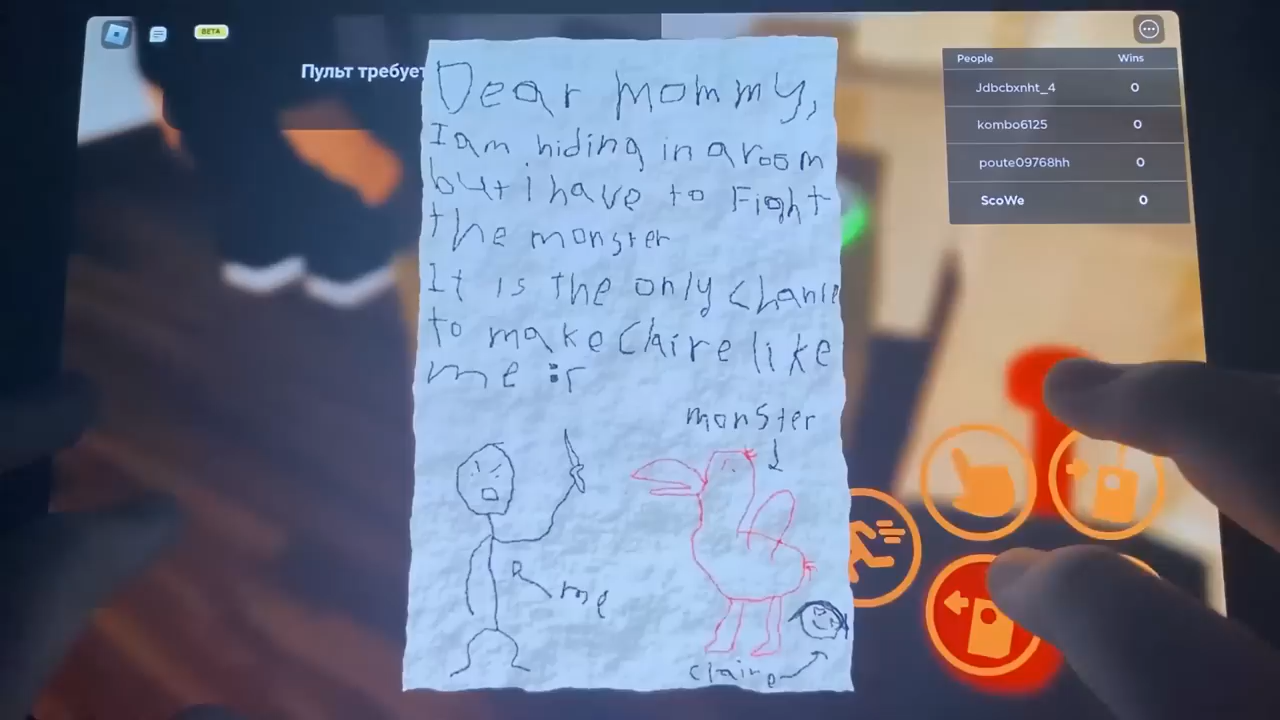 BETA
Пульт требует
People Wins
Jdbcbxnht_4 0
kombo6125 0
poute09768hh 0
ScoWe 0
Dear mommy,
I am hiding in a room
but i have to Fight
the monster
It is the only chance
to make Claire like
me :r
monster
me
Claire